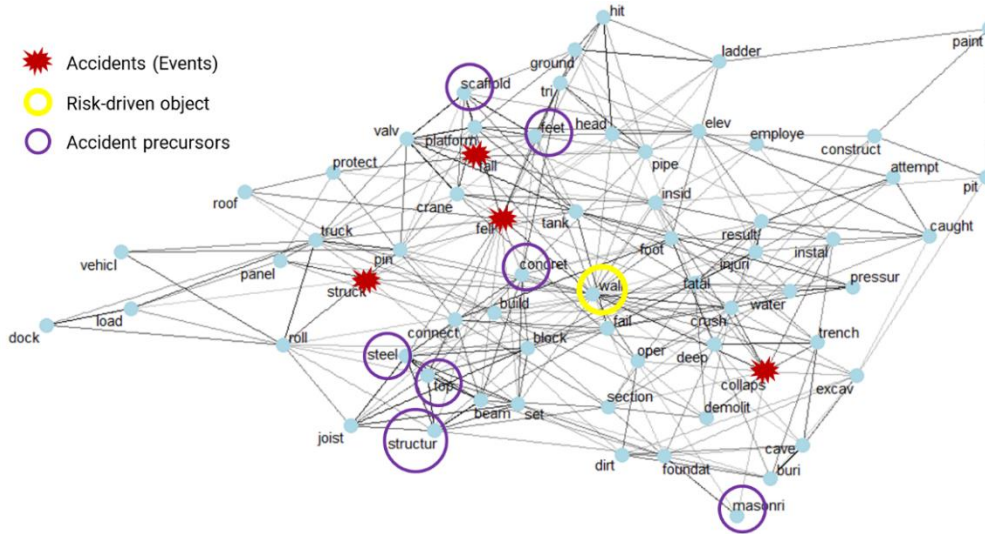 hit
ladder
paint
ground
Accidents (Events)
scaffold
tri
Risk-driven object
valv
feet
head
elev
employe
Accident precursors
platform
construct
fall
pipe
protect
attempt
pit
roof
crane
insid
truck
fell
tank
result
caught
vehicl
pin
foot
instal
panel
concret
injuri
struck
wall
fatal
pressur
build
water
load
connect
fail
crush
dock
roll
block
trench
steel
oper
deep
top
collaps
excav
beam
set
section
demolit
joist
structur
cave
dirt
foundat
buri
masonri